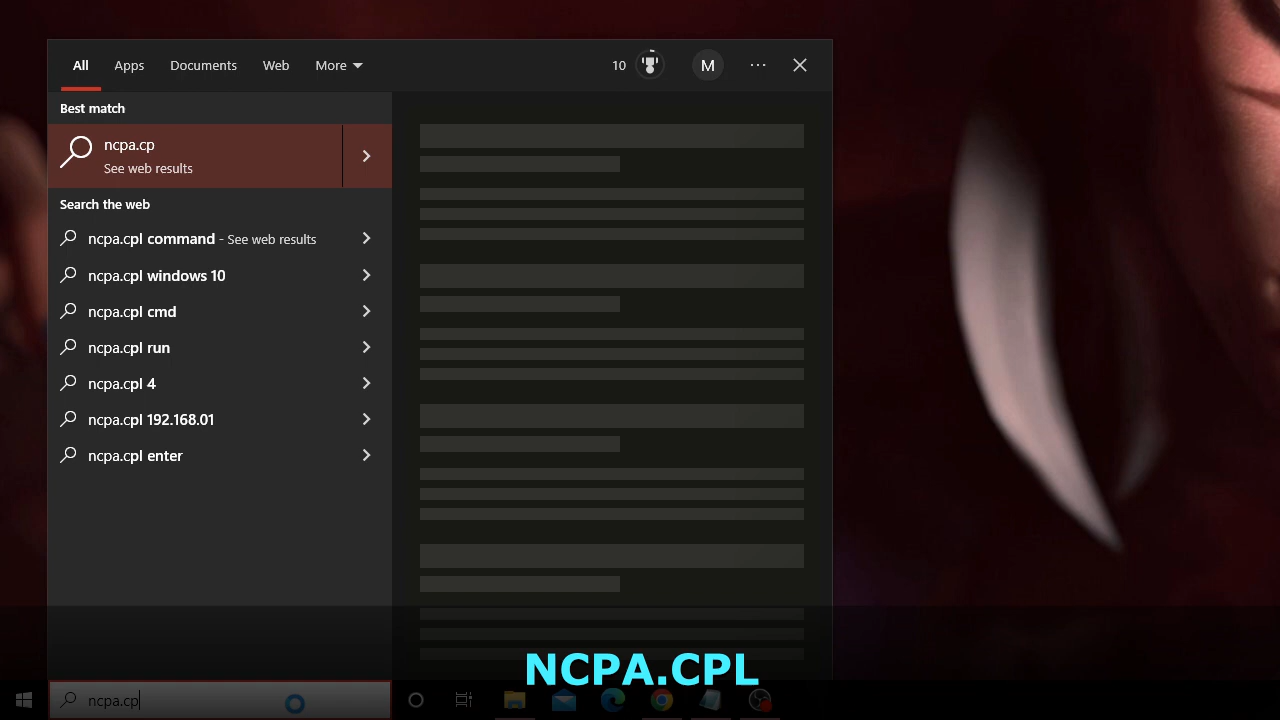 All Apps Documents Web More 10 M
Best match
ncpa.cp
See web results
Search the web
ncpa.cpl command - See web results
ncpa.cpl windows 10
ncpa.cpl cmd
ncpa.cpl run
ncpa.cpl 4
ncpa.cpl 192.168.01
ncpa.cpl enter
NCPA.CPL
ncpa.cp